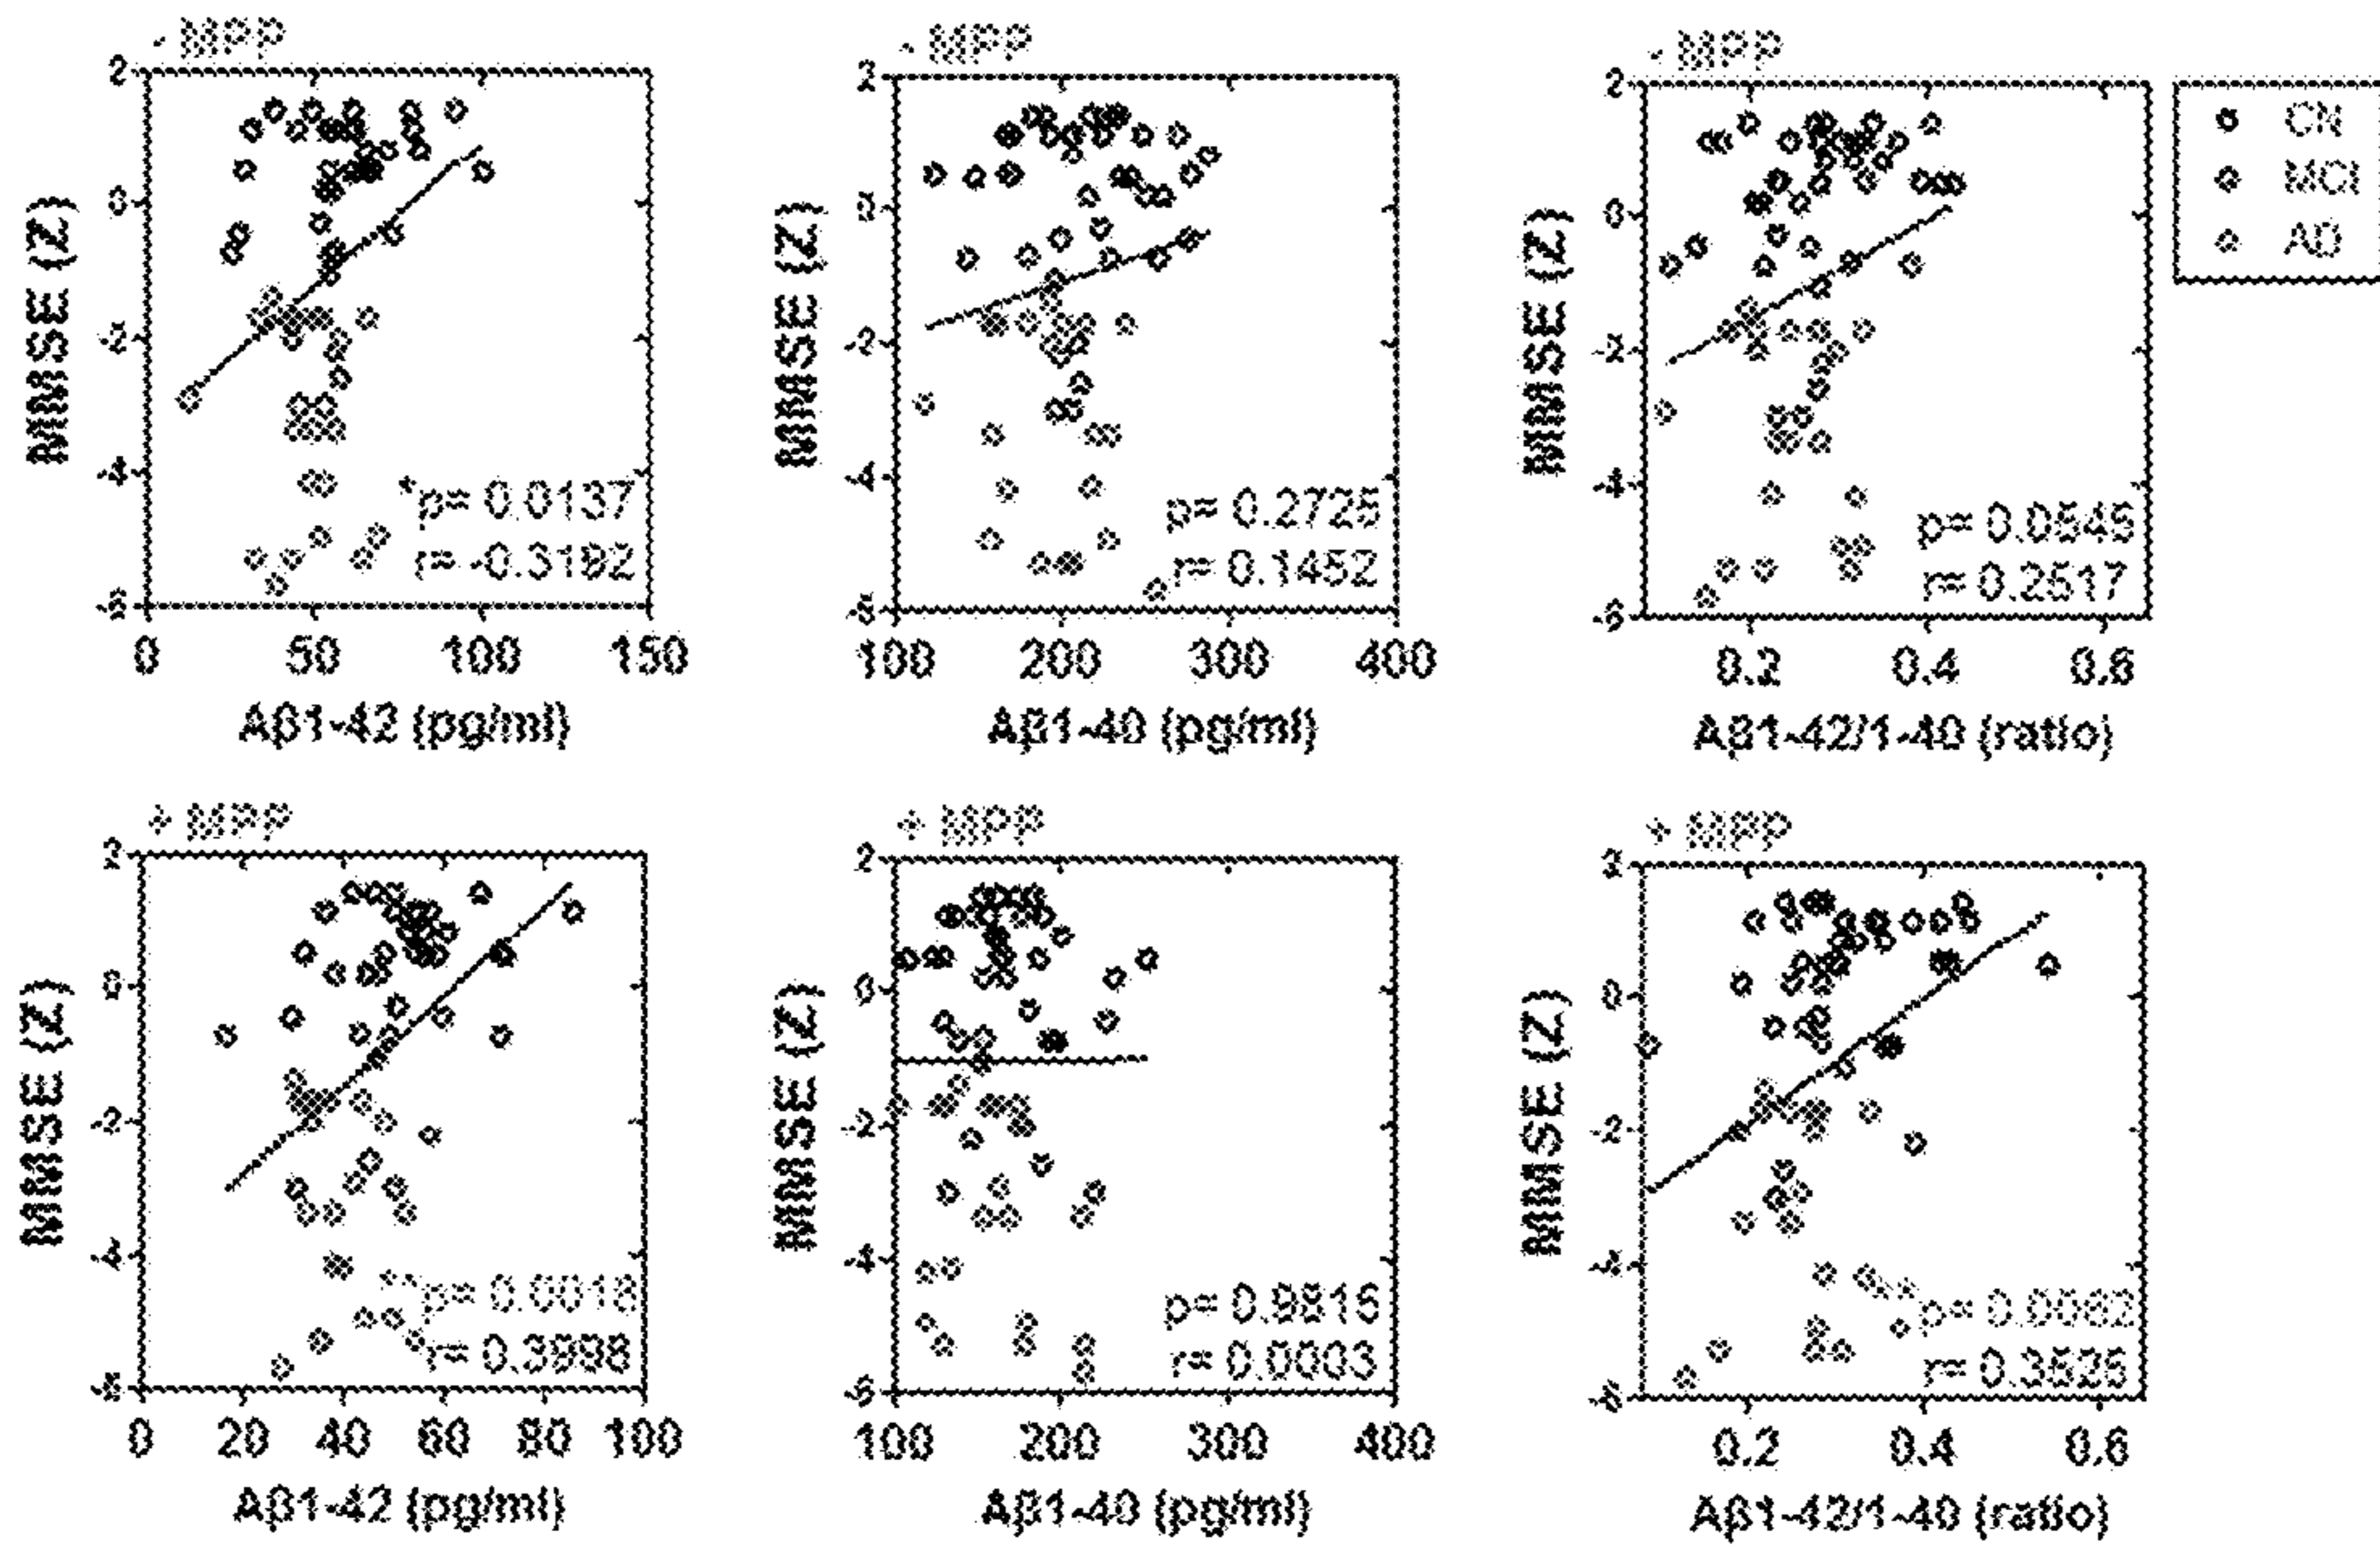 - MPP
2
0
-2
-4
-6
MMSE (Z)
*p= 0.0137
r= -0.3192
0 50 100 150
Aβ1-42 (pg/ml)
- MPP
2
0
-2
-4
-6
MMSE (Z)
p= 0.2725
r= 0.1452
100 200 300 400
Aβ1-40 (pg/ml)
- MPP
2
0
-2
-4
-6
MMSE (Z)
p= 0.0545
r= 0.2517
0.2 0.4 0.6
Aβ1-42/1-40 (ratio)
CN
MCI
AD
+ MPP
2
0
-2
-4
-6
MMSE (Z)
**p= 0.0018
r= 0.3998
0 20 40 60 80 100
Aβ1-42 (pg/ml)
+ MPP
2
0
-2
-4
-6
MMSE (Z)
p= 0.9816
r= 0.0003
100 200 300 400
Aβ1-40 (pg/ml)
+ MPP
2
0
-2
-4
-6
MMSE (Z)
**p= 0.0062
r= 0.3525
0.2 0.4 0.6
Aβ1-42/1-40 (ratio)